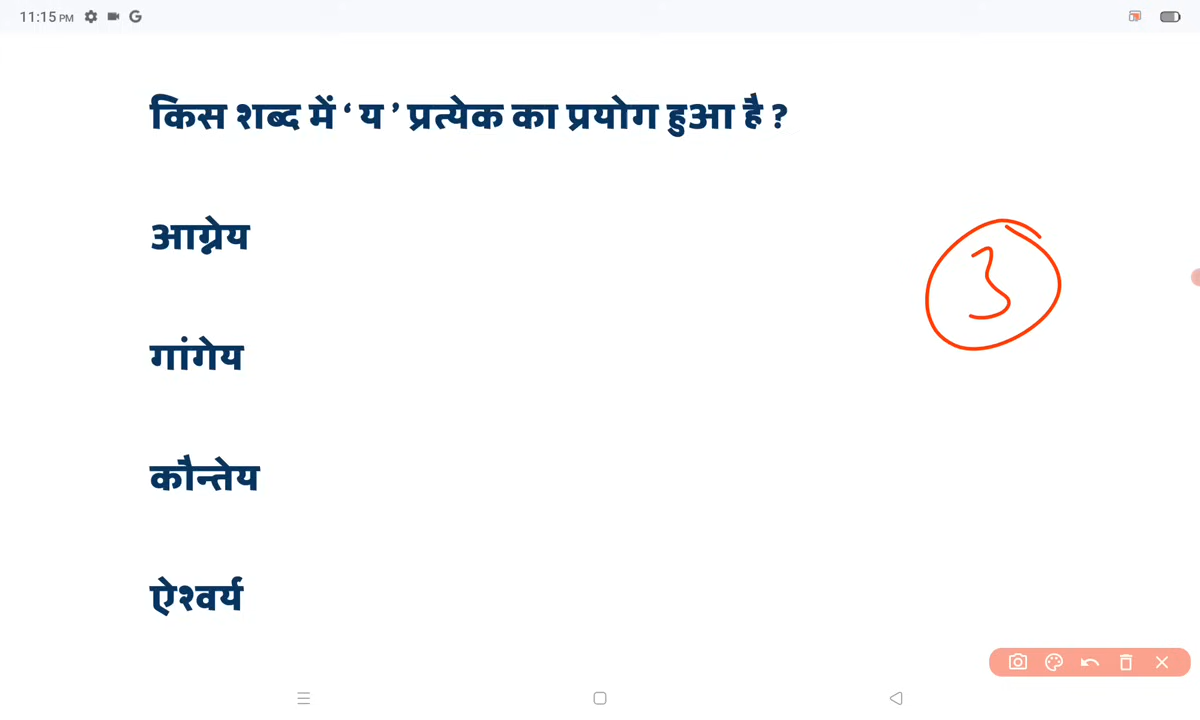 11:15 PM
किस शब्द में ‘ य ’ प्रत्येक का प्रयोग हुआ है ?
आग्नेय
3
गांगेय
कौन्तेय
ऐश्वर्य